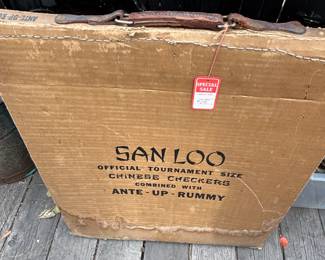 SPECIAL
SALE
SAN LOO
OFFICIAL TOURNAMENT SIZE
CHINESE CHECKERS
COMBINED WITH
ANTE-UP-RUMMY